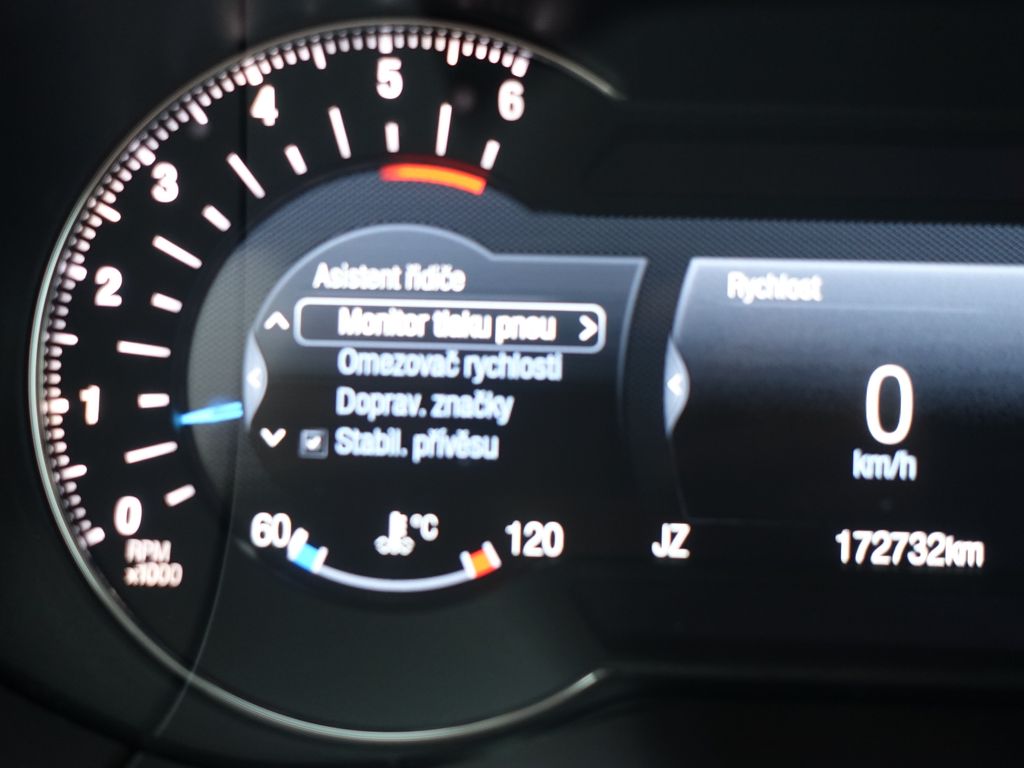 0
1
2
3
4
5
6
RPM
x1000
Asistent řidiče
Monitor tlaku pneu
Omezovač rychlosti
Doprav. značky
Stabil. přívěsu
60
°C
120
JZ
Rychlost
0
km/h
172732km